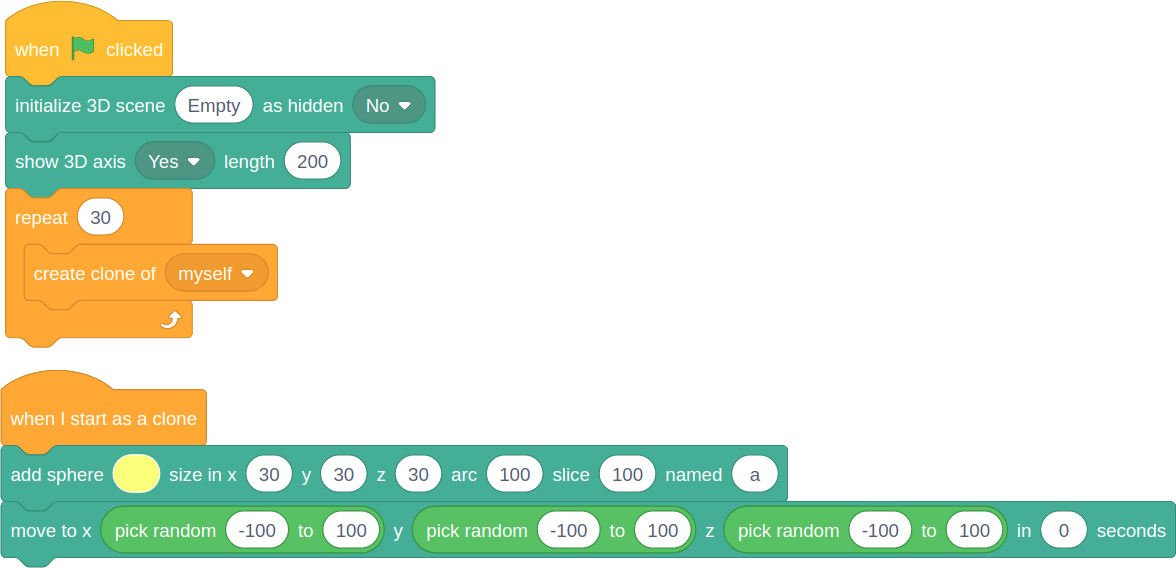 when clicked
initialize 3D scene Empty as hidden No
show 3D axis Yes length 200
repeat 30
create clone of myself
when I start as a clone
add sphere size in x 30 y 30 z 30 arc 100 slice 100 named a
move to x pick random -100 to 100 y pick random -100 to 100 z pick random -100 to 100 in 0 seconds